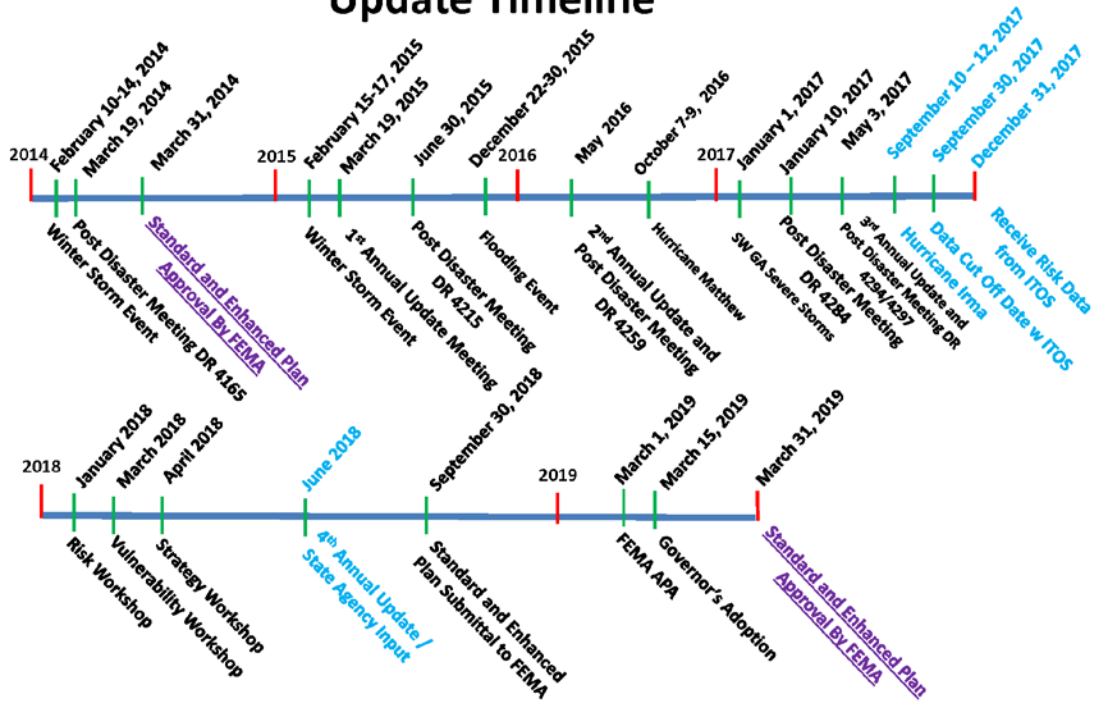 Update Timeline
2014
February 10-14, 2014
March 19, 2014
March 31, 2014
2015
February 15-17, 2015
March 19, 2015
June 30, 2015
December 22-30, 2015
2016
May 2016
October 7-9, 2016
2017
January 1, 2017
January 10, 2017
May 3, 2017
September 10 – 12, 2017
September 30, 2017
December 31, 2017
Winter Storm Event
Post Disaster Meeting DR 4165
Standard and Enhanced Plan
Approval By FEMA
Winter Storm Event
1st Annual Update Meeting
Post Disaster Meeting
DR 4215
Flooding Event
2nd Annual Update and
Post Disaster Meeting
DR 4259
Hurricane Matthew
SW GA Severe Storms
Post Disaster Meeting
DR 4284
3rd Annual Update and
Post Disaster Meeting DR
4294/4297
Hurricane Irma
Data Cut Off Date w ITOS
Receive Risk Data
from ITOS
2018
January 2018
March 2018
April 2018
June 2018
September 30, 2018
2019
March 1, 2019
March 15, 2019
March 31, 2019
Risk Workshop
Vulnerability Workshop
Strategy Workshop
4th Annual Update /
State Agency Input
Standard and Enhanced
Plan Submittal to FEMA
FEMA APA
Governor's Adoption
Standard and Enhanced Plan
Approval By FEMA